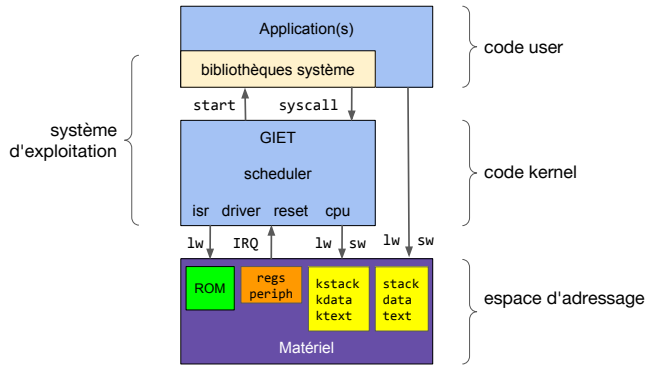 Application(s)
bibliothèques système
code user
start
syscall
système
d'exploitation
GIET
scheduler
isr driver reset cpu
code kernel
lw IRQ lw sw lw sw
ROM
regs
periph
kstack
kdata
ktext
stack
data
text
espace d'adressage
Matériel